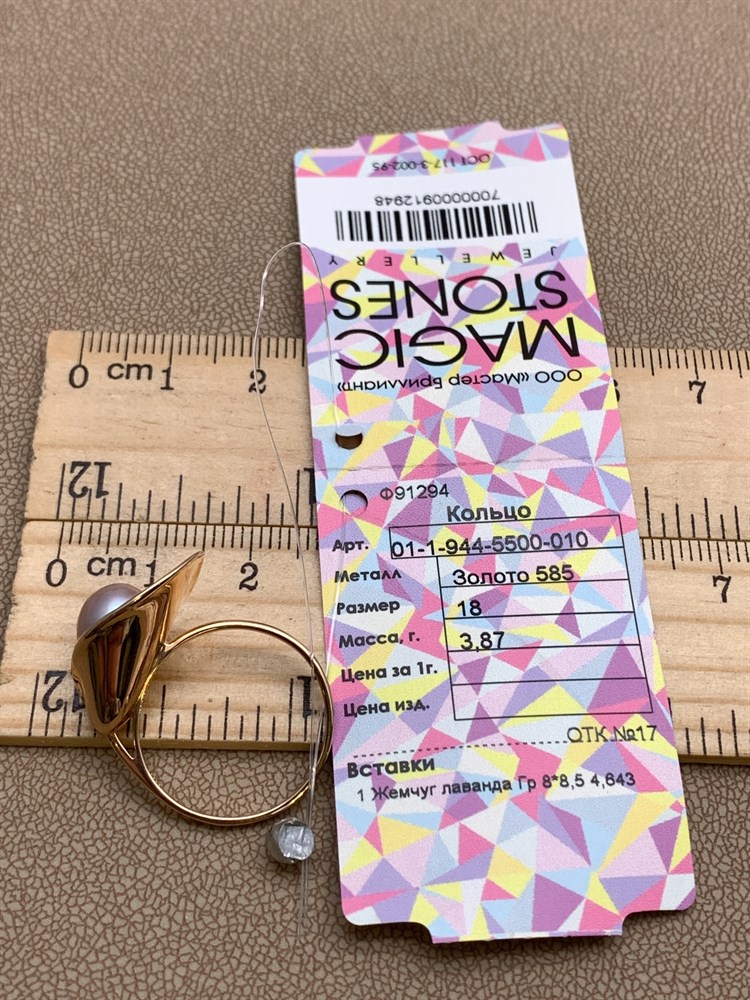 ОСТ 117-3-002-95
7000000912948
JEWELLERY
MAGIC
STONES
ООО «Мастер Бриллиант»
0 cm 1 2 7
12 11
Ф91294
Кольцо
Арт. 01-1-944-5500-010
Металл Золото 585
Размер 18
Масса, г. 3,87
Цена за 1г.
Цена изд.
ОТК №17
Вставки
1 Жемчуг лаванда Гр 8*8,5 4,643
0 cm 1 2 7
12 11